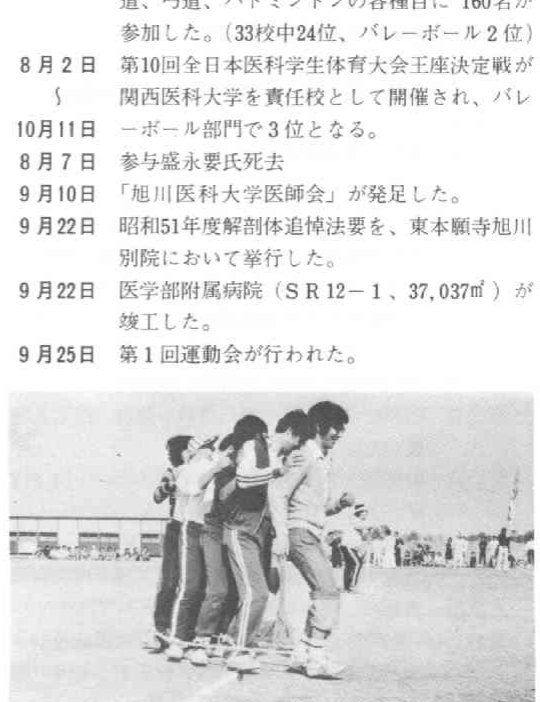 道、弓道、バドミントンの各種目に 160名が
参加した。（33校中24位、バレーボール２位）
８月２日 第10回全日本医科学生体育大会王座決定戦が
〜 関西医科大学を責任校として開催され、バレ
10月11日 ーボール部門で３位となる。
８月７日 参与盛永要氏死去
９月10日 「旭川医科大学医師会」が発足した。
９月22日 昭和51年度解剖体追悼法要を、東本願寺旭川
別院において挙行した。
９月22日 医学部附属病院（ＳＲ12－１、37,037㎡）が
竣工した。
９月25日 第１回運動会が行われた。